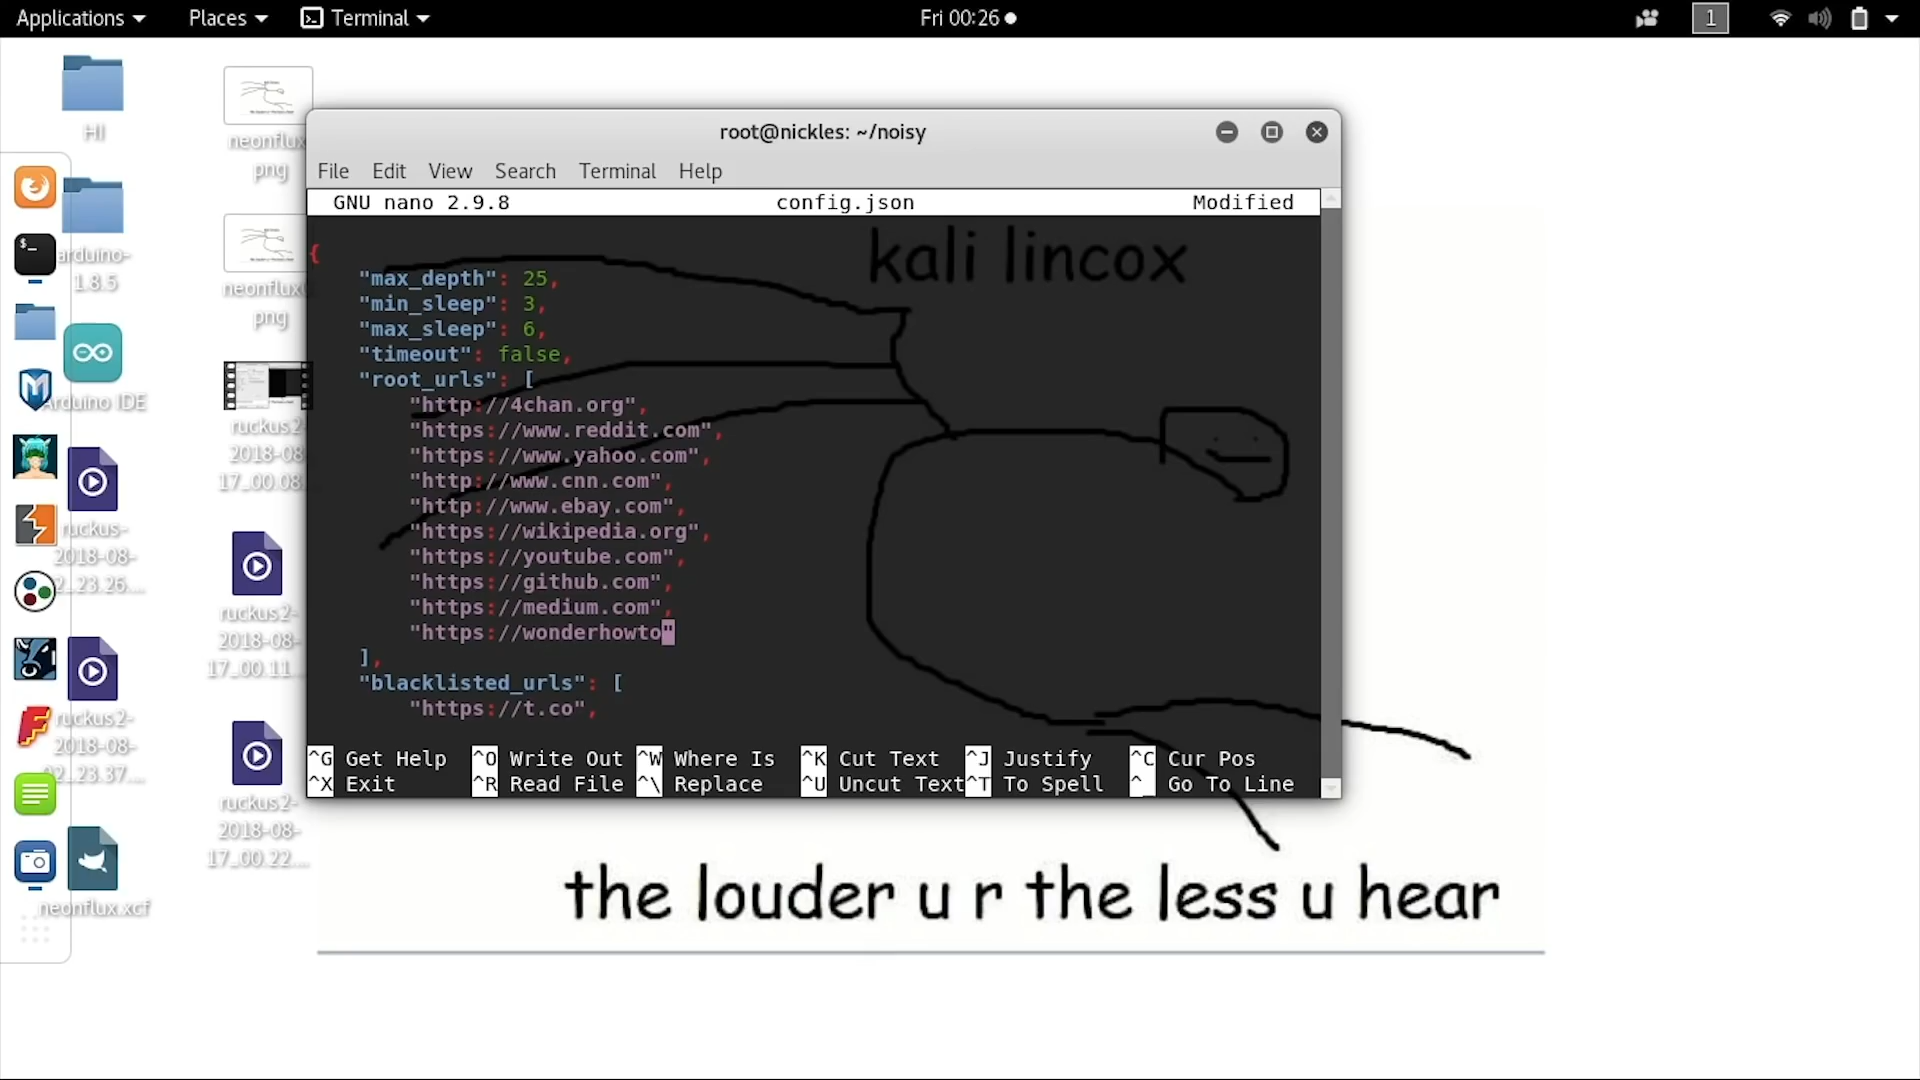 Applications Places Terminal Fri 00:26 1
HI
neonflux
png
arduino-
1.8.5
neonflux
png
Arduino IDE
ruckus2-
2018-08-
17_00.08.
ruckus-
2018-08-
2_23.26...
ruckus2-
2018-08-
17_00.11...
ruckus2-
2018-08-
02_23.37...
ruckus2-
2018-08-
17_00.22...
neonflux.xcf
root@nickles: ~/noisy
File Edit View Search Terminal Help
GNU nano 2.9.8 config.json Modified
kali lincox
{
"max_depth": 25,
"min_sleep": 3,
"max_sleep": 6,
"timeout": false,
"root_urls": [
"http://4chan.org",
"https://www.reddit.com",
"https://www.yahoo.com",
"http://www.cnn.com",
"http://www.ebay.com",
"https://wikipedia.org",
"https://youtube.com",
"https://github.com",
"https://medium.com",
"https://wonderhowto"
],
"blacklisted_urls": [
"https://t.co",
^G Get Help ^O Write Out ^W Where Is ^K Cut Text ^J Justify ^C Cur Pos
^X Exit ^R Read File ^\ Replace ^U Uncut Text ^T To Spell ^_ Go To Line
the louder u r the less u hear